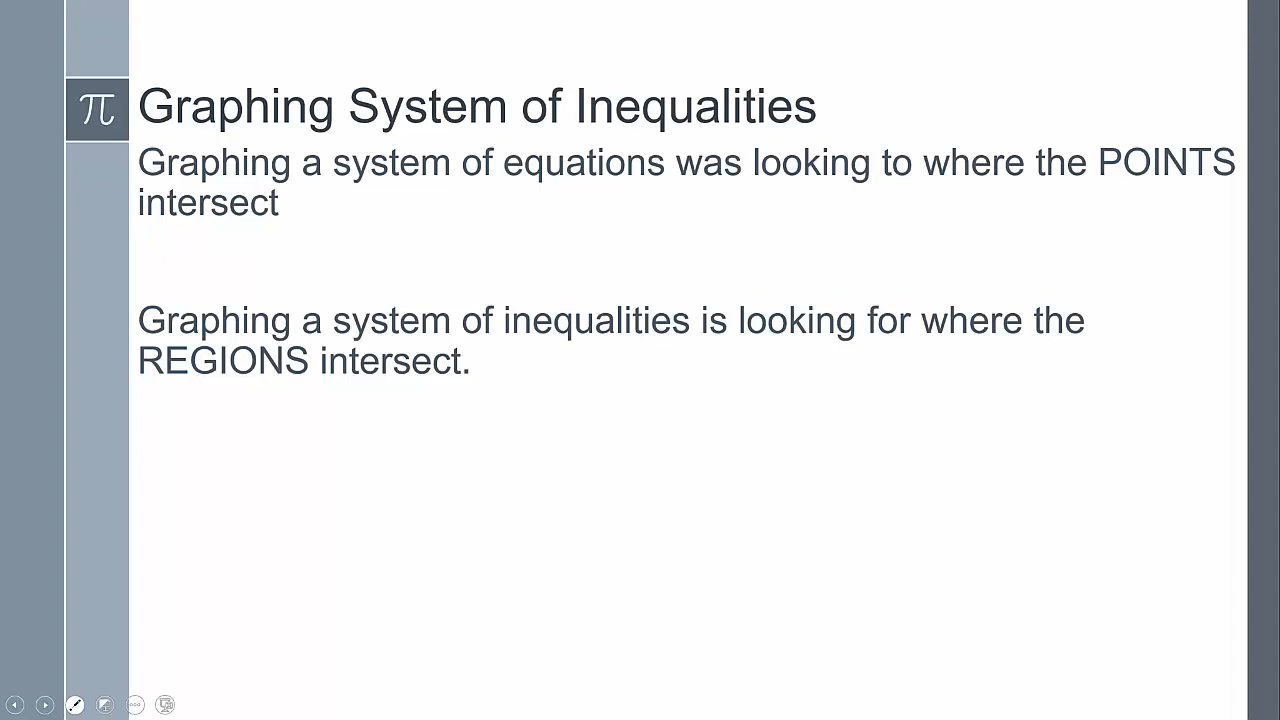 π
Graphing System of Inequalities
Graphing a system of equations was looking to where the POINTS
intersect
Graphing a system of inequalities is looking for where the
REGIONS intersect.